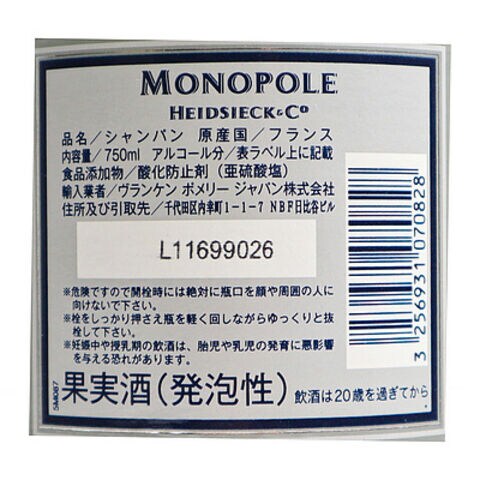 MONOPOLE
HEIDSIECK & Co
品名/シャンパン 原産国/フランス
内容量/750ml アルコール分/表ラベル上に記載
食品添加物/酸化防止剤(亜硫酸塩)
輸入業者/ヴランケン ポメリー ジャパン株式会社
住所及び引取先/千代田区内幸町1-1-7 NBF日比谷ビル
L11699026
※危険ですので開栓時には絶対に瓶口を顔や周囲の人に
向けないで下さい。
※栓をしっかり押さえ瓶を軽く回しながらゆっくりと抜
栓して下さい。
※妊娠中や授乳期の飲酒は、胎児や乳児の発育に悪影響
を与える恐れがあります。
果実酒(発泡性) 飲酒は20歳を過ぎてから
3 256931 070828